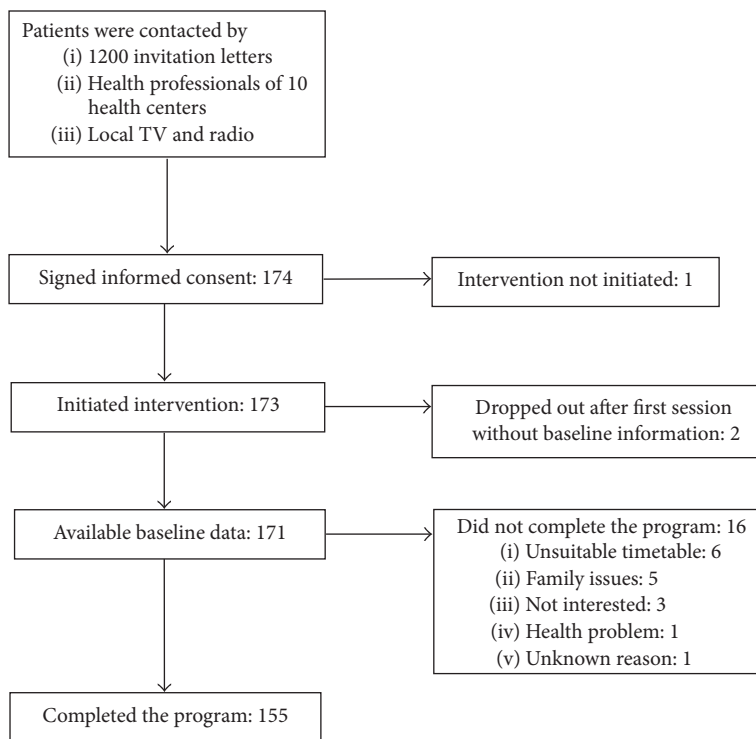 Patients were contacted by
(i) 1200 invitation letters
(ii) Health professionals of 10
health centers
(iii) Local TV and radio
Signed informed consent: 174
Intervention not initiated: 1
Initiated intervention: 173
Dropped out after first session
without baseline information: 2
Available baseline data: 171
Did not complete the program: 16
(i) Unsuitable timetable: 6
(ii) Family issues: 5
(iii) Not interested: 3
(iv) Health problem: 1
(v) Unknown reason: 1
Completed the program: 155